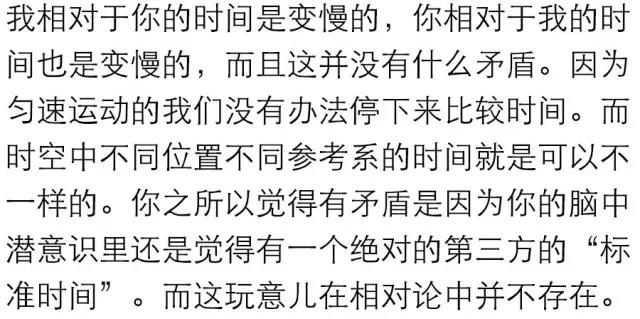 我相对于你的时间是变慢的，你相对于我的时
间也是变慢的，而且这并没有什么矛盾。因为
匀速运动的我们没有办法停下来比较时间。而
时空中不同位置不同参考系的时间就是可以不
一样的。你之所以觉得有矛盾是因为你的脑中
潜意识里还是觉得有一个绝对的第三方的“标
准时间”。而这玩意儿在相对论中并不存在。